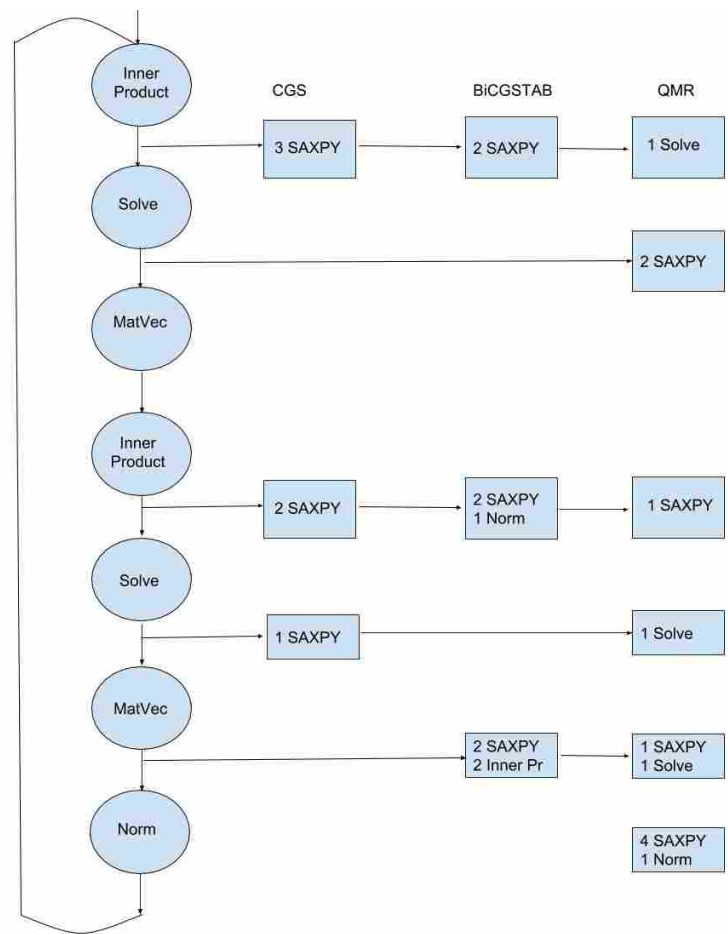 Inner
Product
CGS
BiCGSTAB
QMR
3 SAXPY
2 SAXPY
1 Solve
Solve
2 SAXPY
MatVec
Inner
Product
2 SAXPY
2 SAXPY
1 Norm
1 SAXPY
Solve
1 SAXPY
1 Solve
MatVec
2 SAXPY
2 Inner Pr
1 SAXPY
1 Solve
Norm
4 SAXPY
1 Norm